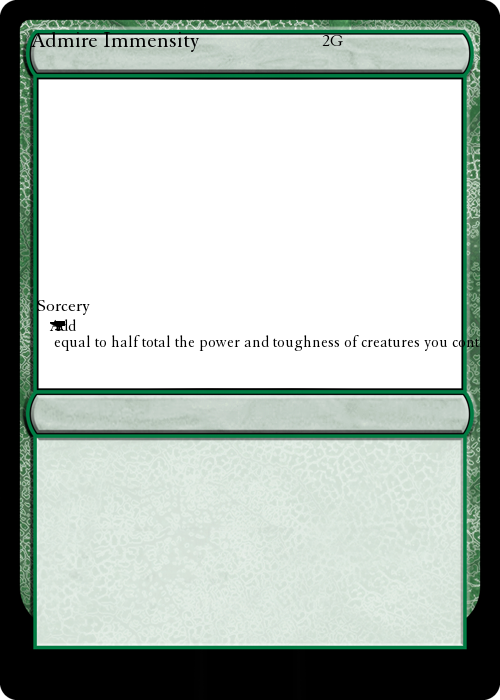 Admire Immensity 2G
Sorcery
Add
equal to half total the power and toughness of creatures you cont